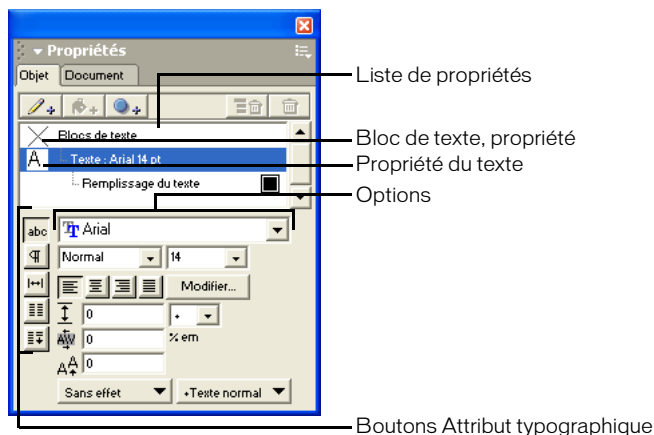 Propriétés
Objet Document
Liste de propriétés
Blocs de texte
Bloc de texte, propriété
A Texte : Arial 14 pt
Propriété du texte
Remplissage du texte
Options
abc Arial
Normal 14
Modifier...
0 +
0 % em
0
Sans effet +Texte normal
Boutons Attribut typographique